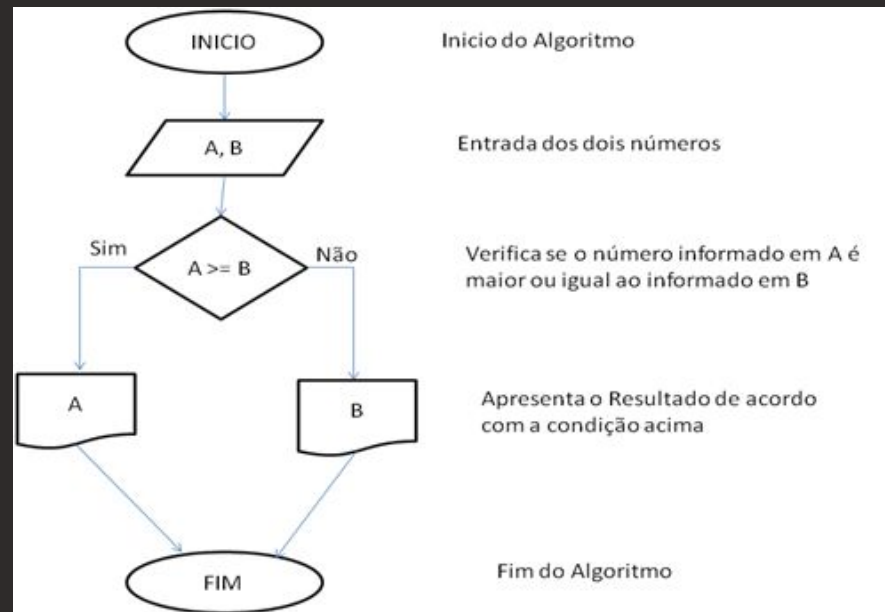 INICIO
Inicio do Algoritmo
A, B
Entrada dos dois números
Sim
Não
A >= B
Verifica se o número informado em A é
maior ou igual ao informado em B
A
B
Apresenta o Resultado de acordo
com a condição acima
FIM
Fim do Algoritmo